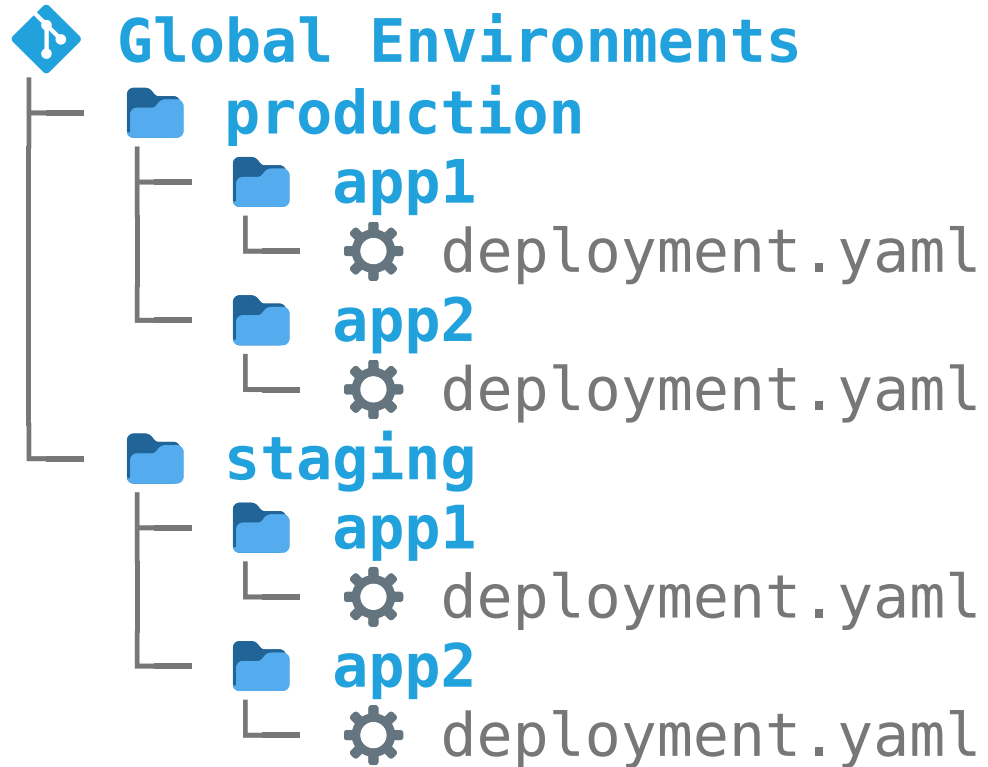 Global Environments
production
app1
deployment.yaml
app2
deployment.yaml
staging
app1
deployment.yaml
app2
deployment.yaml